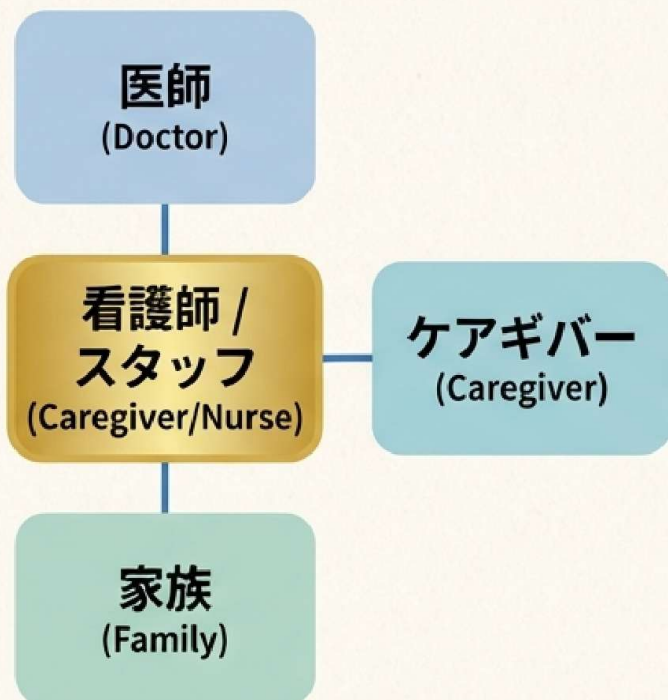 医師
(Doctor)
看護師 /
スタッフ
(Caregiver/Nurse)
ケアギバー
(Caregiver)
家族
(Family)